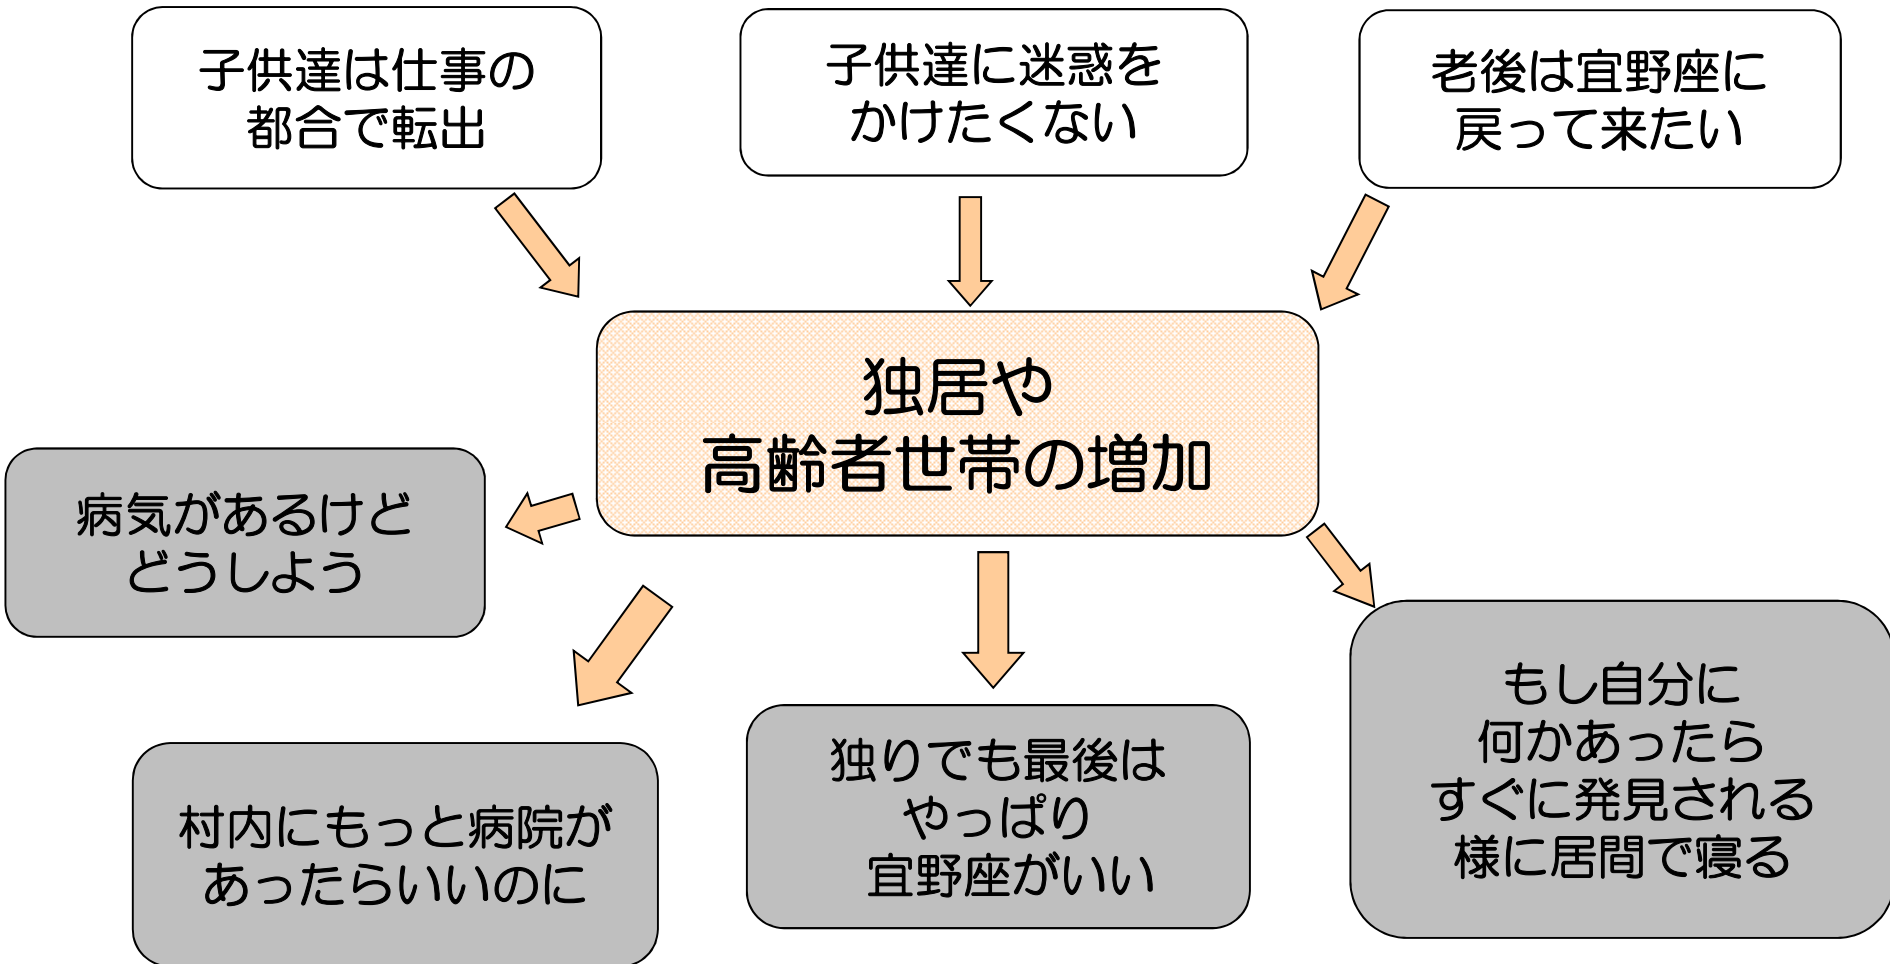 子供達は仕事の
都合で転出
子供達に迷惑を
かけたくない
老後は宜野座に
戻って来たい
独居や
高齢者世帯の増加
病気があるけど
どうしよう
村内にもっと病院が
あったらいいのに
独りでも最後は
やっぱり
宜野座がいい
もし自分に
何かあったら
すぐに発見される
様に居間で寝る